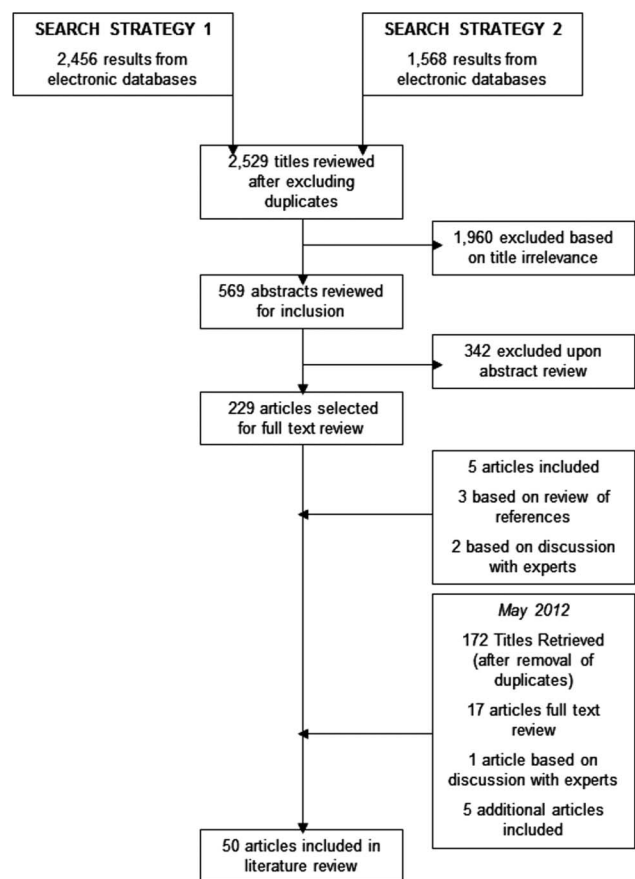 SEARCH STRATEGY 1
2,456 results from
electronic databases
SEARCH STRATEGY 2
1,568 results from
electronic databases
2,529 titles reviewed
after excluding
duplicates
1,960 excluded based
on title irrelevance
569 abstracts reviewed
for inclusion
342 excluded upon
abstract review
229 articles selected
for full text review
5 articles included
3 based on review of
references
2 based on discussion
with experts
May 2012
172 Titles Retrieved
(after removal of
duplicates)
17 articles full text
review
1 article based on
discussion with experts
5 additional articles
included
50 articles included in
literature review